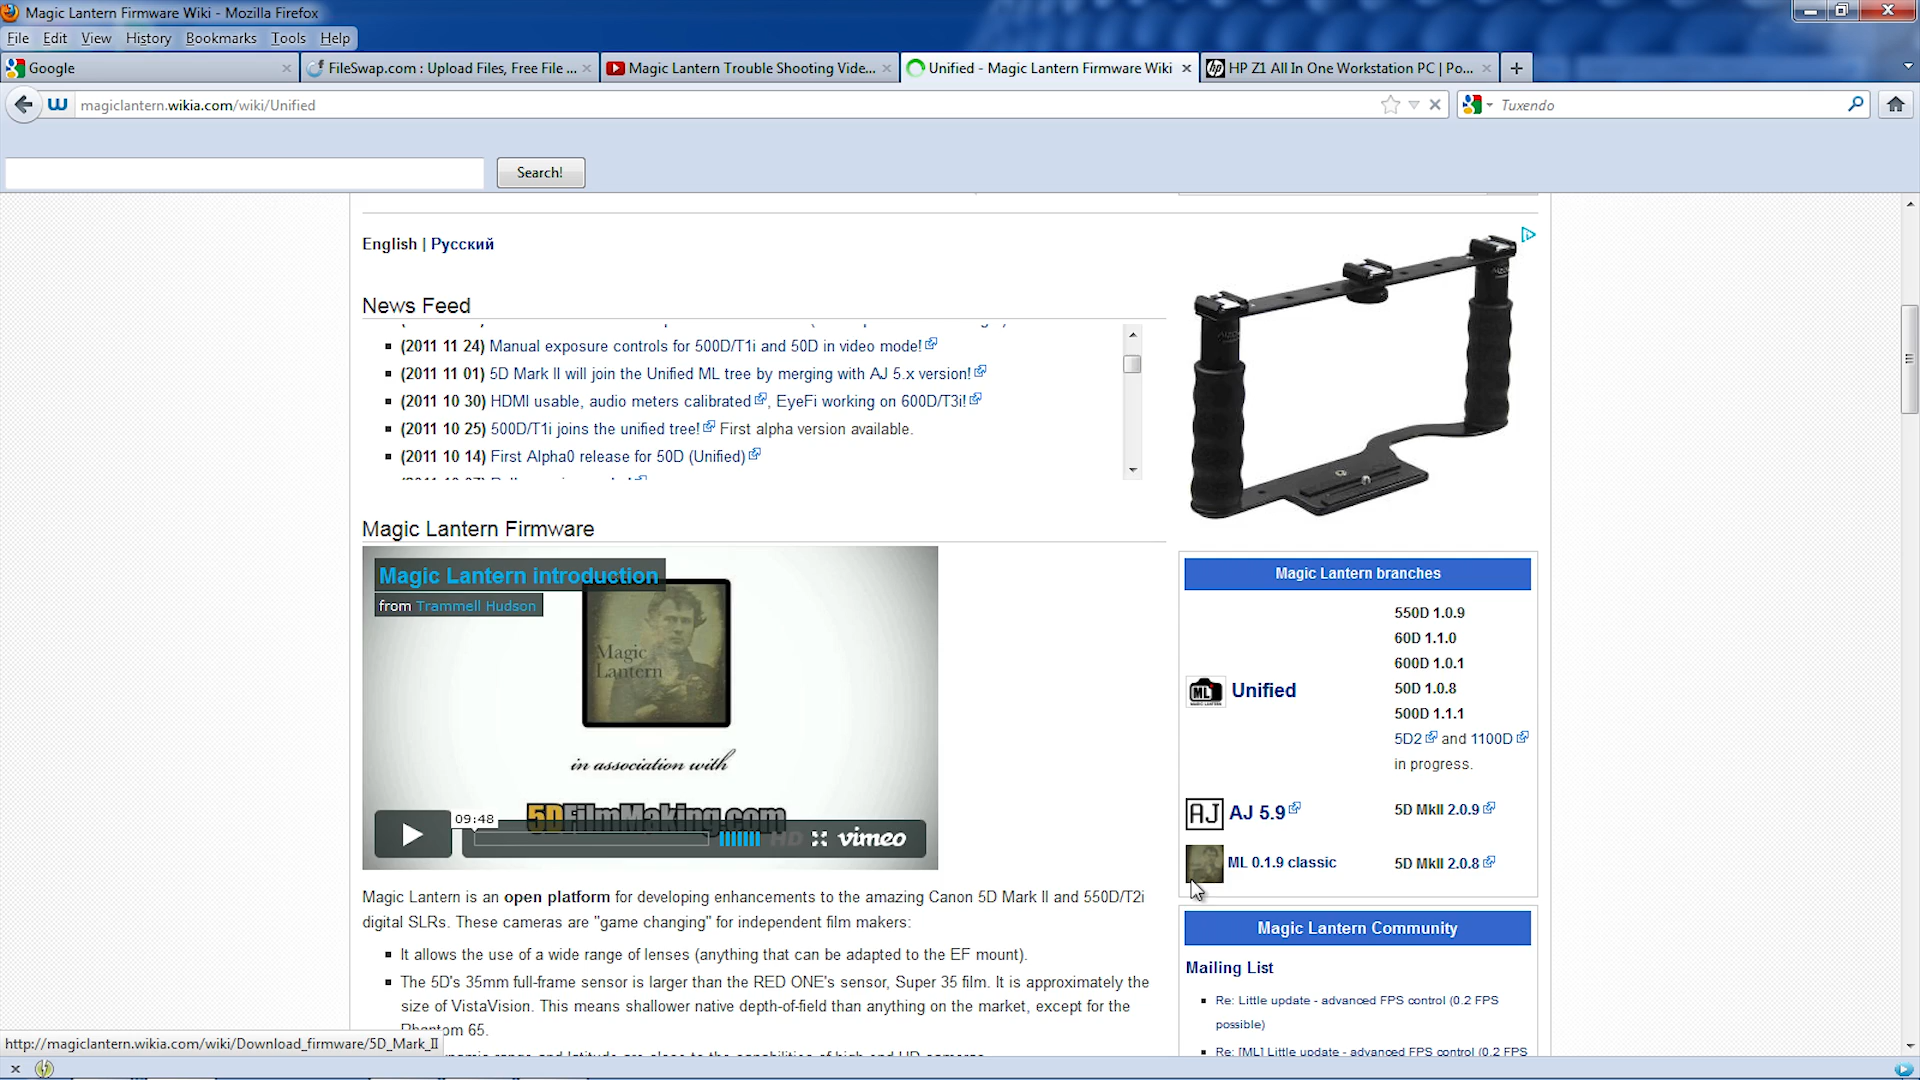 Magic Lantern Firmware Wiki - Mozilla Firefox
File Edit View History Bookmarks Tools Help
Google
FileSwap.com : Upload Files, Free File ...
Magic Lantern Trouble Shooting Vide...
Unified - Magic Lantern Firmware Wiki
HP Z1 All In One Workstation PC | Po...
magiclantern.wikia.com/wiki/Unified
Tuxendo
Search!
English | Русский
News Feed
(2011 11 24) Manual exposure controls for 500D/T1i and 50D in video mode!
(2011 11 01) 5D Mark II will join the Unified ML tree by merging with AJ 5.x version!
(2011 10 30) HDMI usable, audio meters calibrated, EyeFi working on 600D/T3i!
(2011 10 25) 500D/T1i joins the unified tree! First alpha version available.
(2011 10 14) First Alpha0 release for 50D (Unified)
Magic Lantern Firmware
Magic Lantern introduction
from Trammell Hudson
Magic
Lantern
in association with
5DFilmMaking.com
09:48
HD
vimeo
Magic Lantern is an open platform for developing enhancements to the amazing Canon 5D Mark II and 550D/T2i
digital SLRs. These cameras are "game changing" for independent film makers:
It allows the use of a wide range of lenses (anything that can be adapted to the EF mount).
The 5D's 35mm full-frame sensor is larger than the RED ONE's sensor, Super 35 film. It is approximately the
size of VistaVision. This means shallower native depth-of-field than anything on the market, except for the
Phantom 65.
Magic Lantern branches
ML
Unified
550D 1.0.9
60D 1.1.0
600D 1.0.1
50D 1.0.8
500D 1.1.1
5D2 and 1100D
in progress.
AJ
AJ 5.9
5D MkII 2.0.9
ML 0.1.9 classic
5D MkII 2.0.8
Magic Lantern Community
Mailing List
Re: Little update - advanced FPS control (0.2 FPS
possible)
Re: [ML] Little update - advanced FPS control (0.2 FPS
http://magiclantern.wikia.com/wiki/Download_firmware/5D_Mark_II